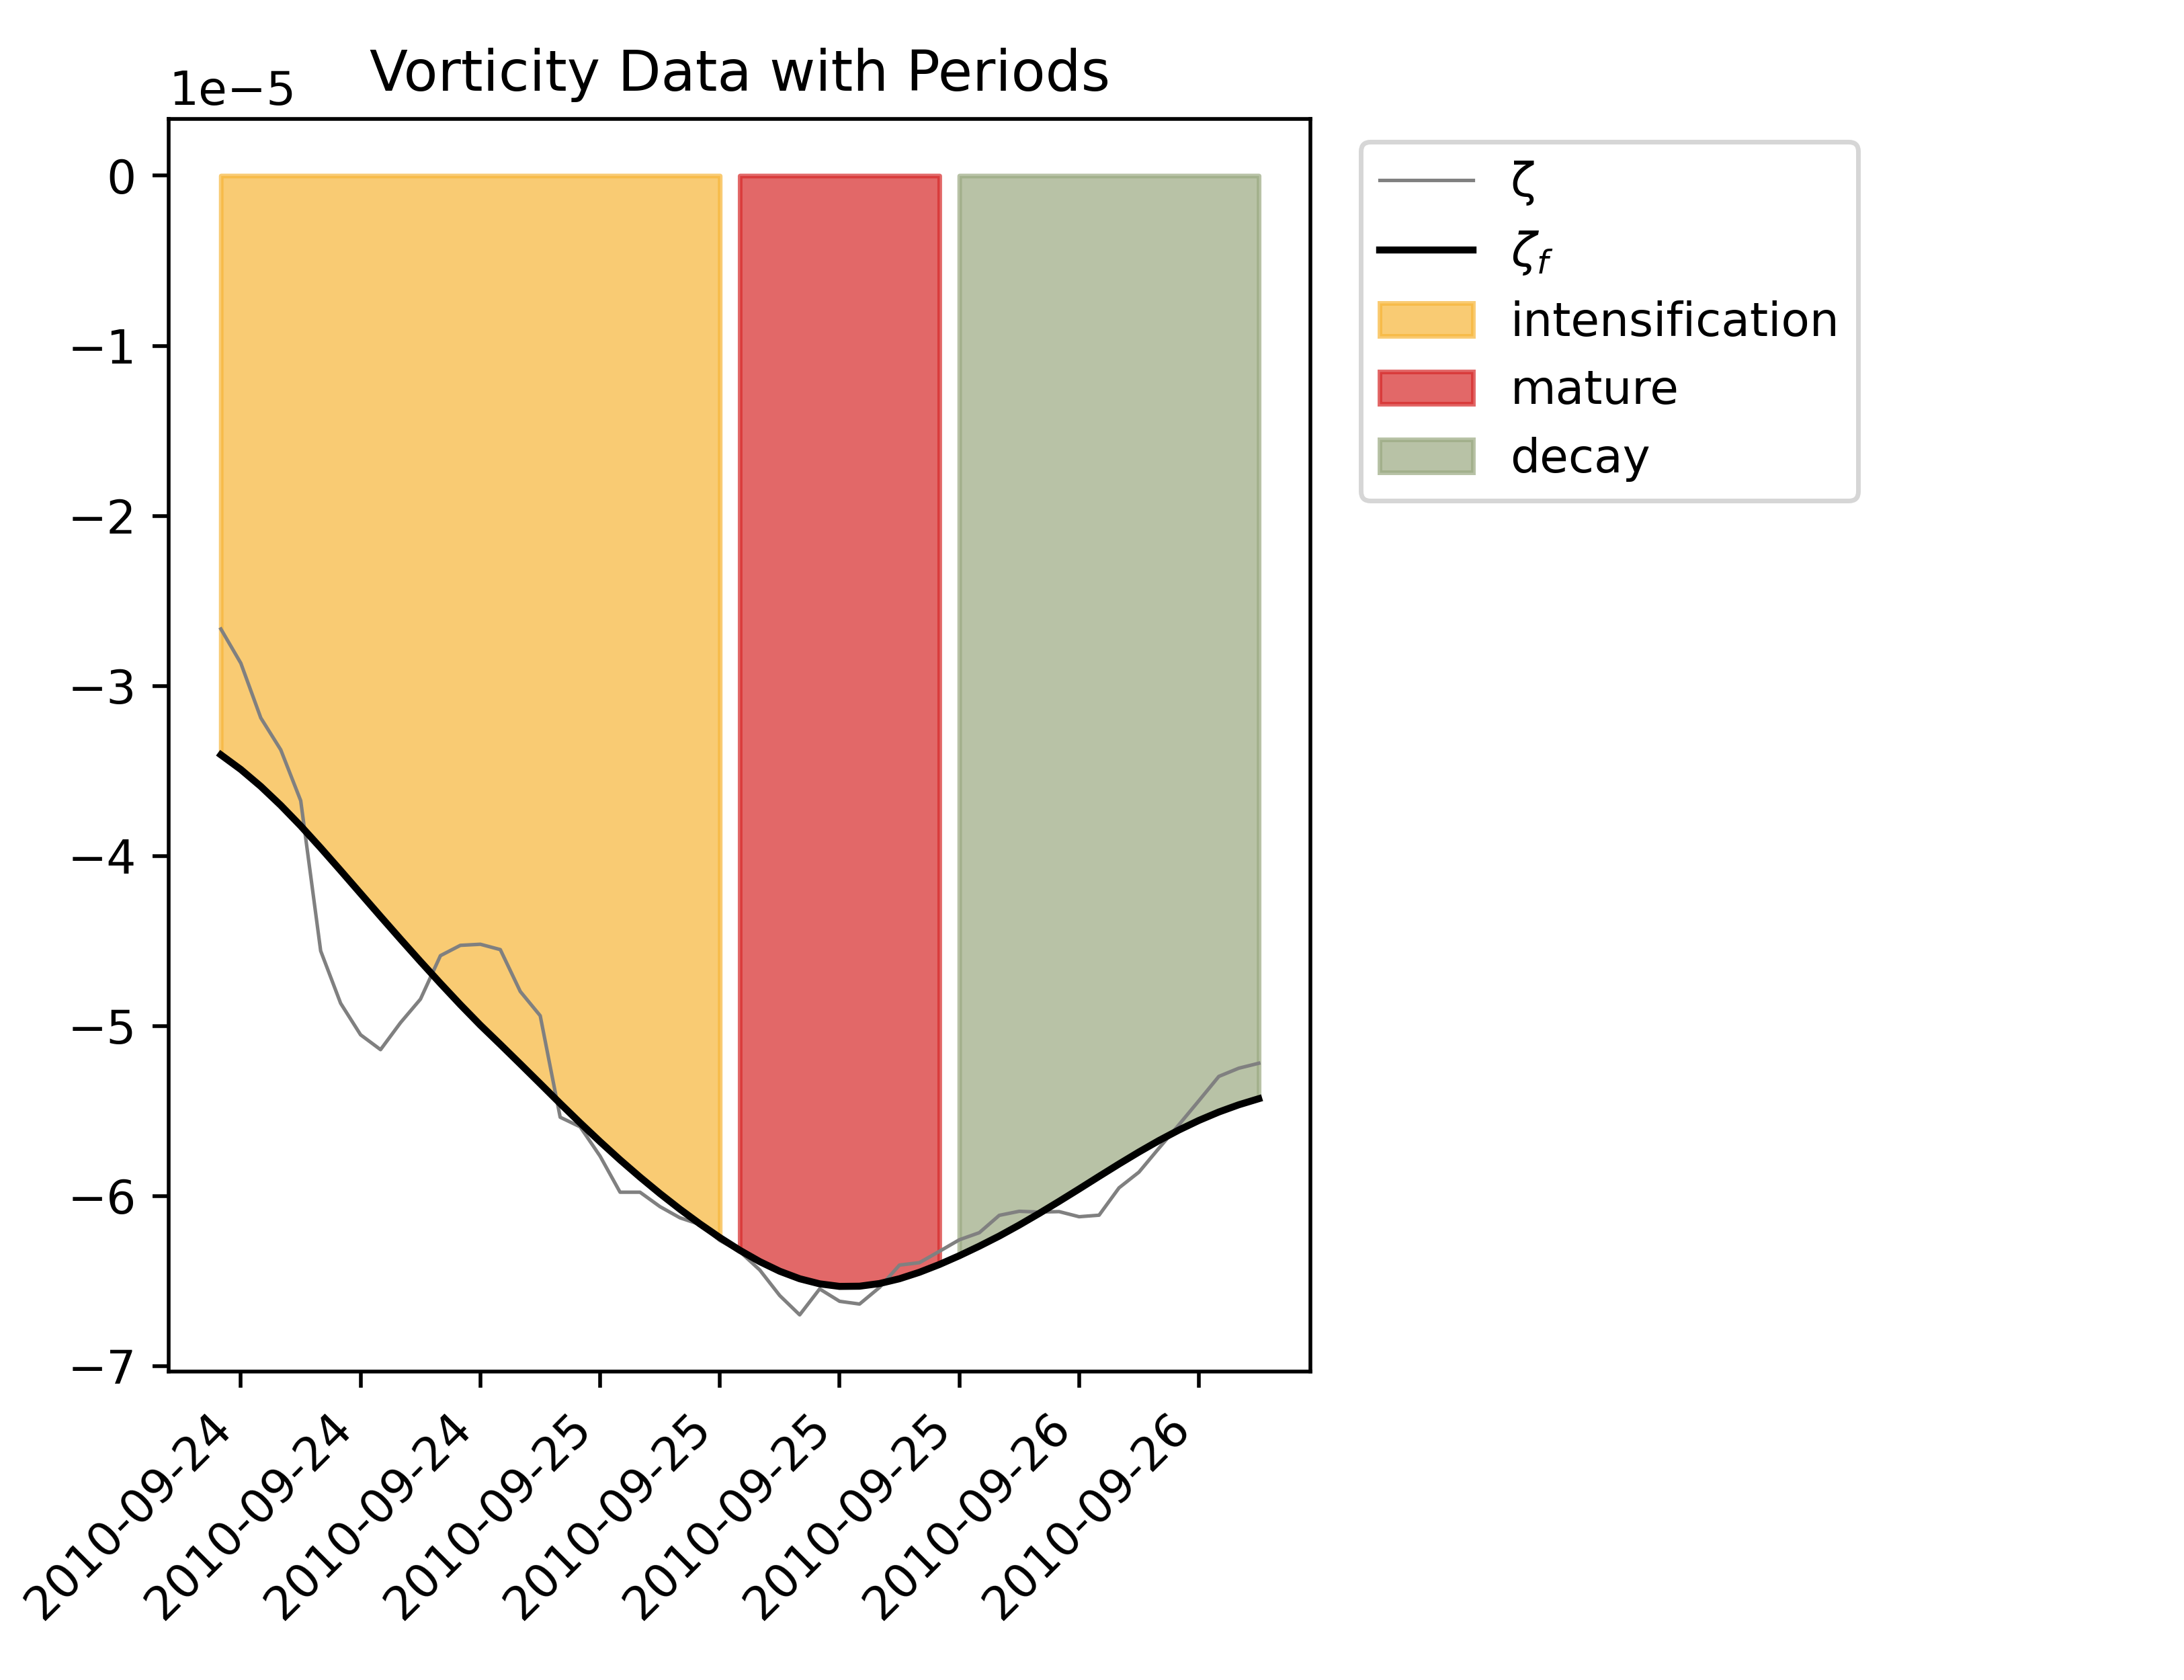 Vorticity Data with Periods
1e−5
0
−1
−2
−3
−4
−5
−6
−7
2010-09-24
2010-09-24
2010-09-24
2010-09-25
2010-09-25
2010-09-25
2010-09-25
2010-09-26
2010-09-26
ζ
ζf
intensification
mature
decay